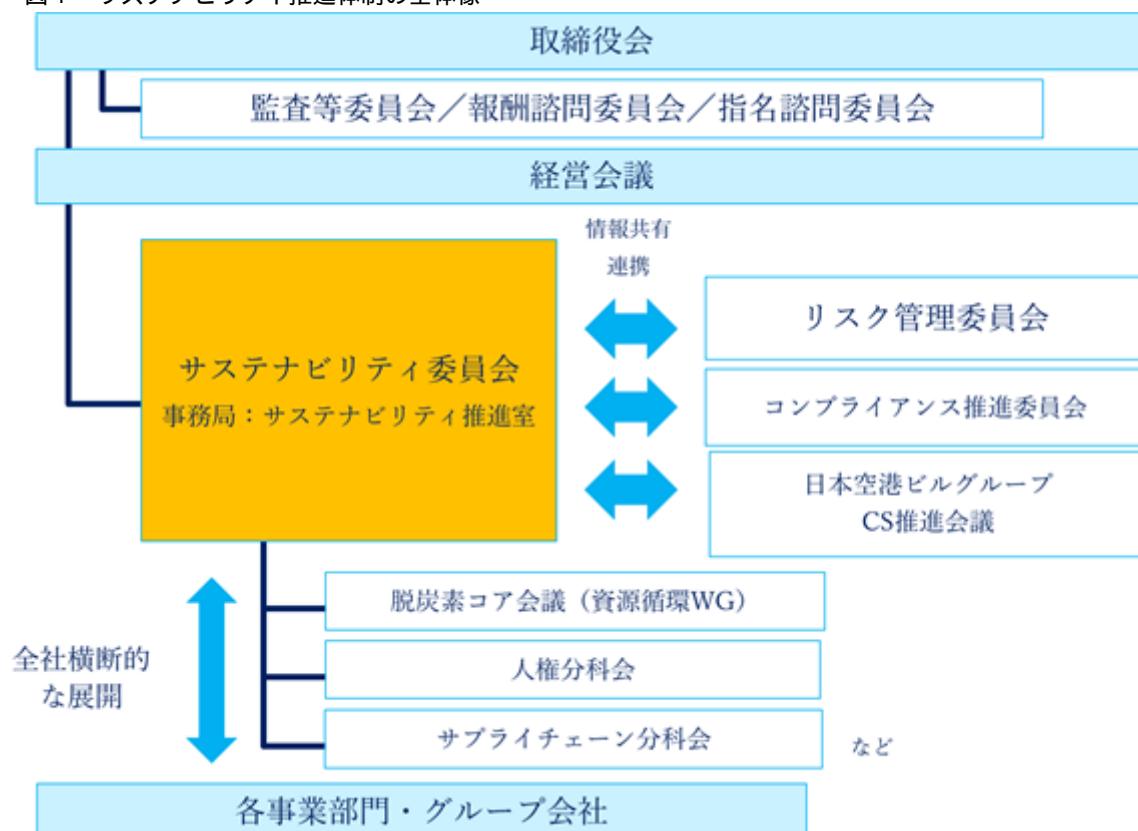 取締役会
監査等委員会／報酬諮問委員会／指名諮問委員会
経営会議
情報共有
連携
サステナビリティ委員会
事務局：サステナビリティ推進室
リスク管理委員会
コンプライアンス推進委員会
日本空港ビルグループ
CS推進会議
脱炭素コア会議（資源循環WG）
人権分科会
サプライチェーン分科会
など
全社横断的
な展開
各事業部門・グループ会社